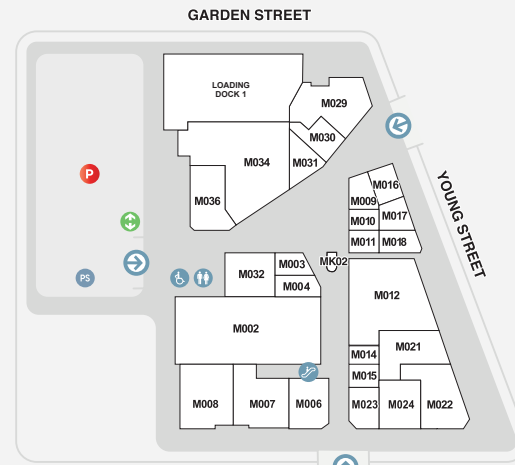 GARDEN STREET
LOADING
DOCK 1
M029
M030
M034
M031
P
M036
M016
M009
M017
M010
M011
M018
YOUNG STREET
MK02
M003
M032
PS
M004
M012
M002
M021
M014
M015
M008
M007
M006
M023
M024
M022